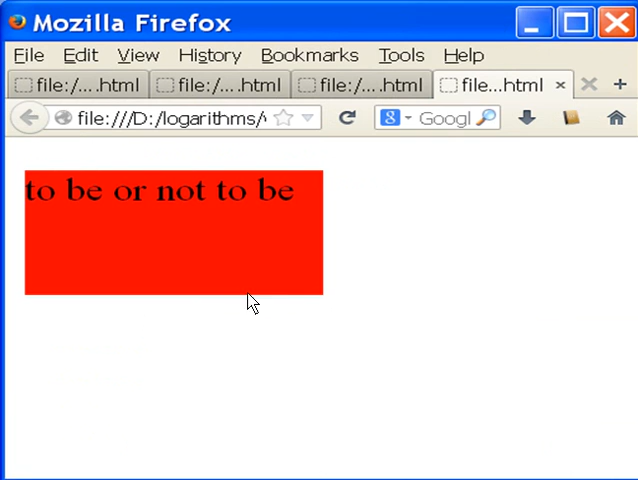 Mozilla Firefox
File Edit View History Bookmarks Tools Help
file:/....html file:/....html file:/....html file...html
file:///D:/logarithms/ Googl
to be or not to be